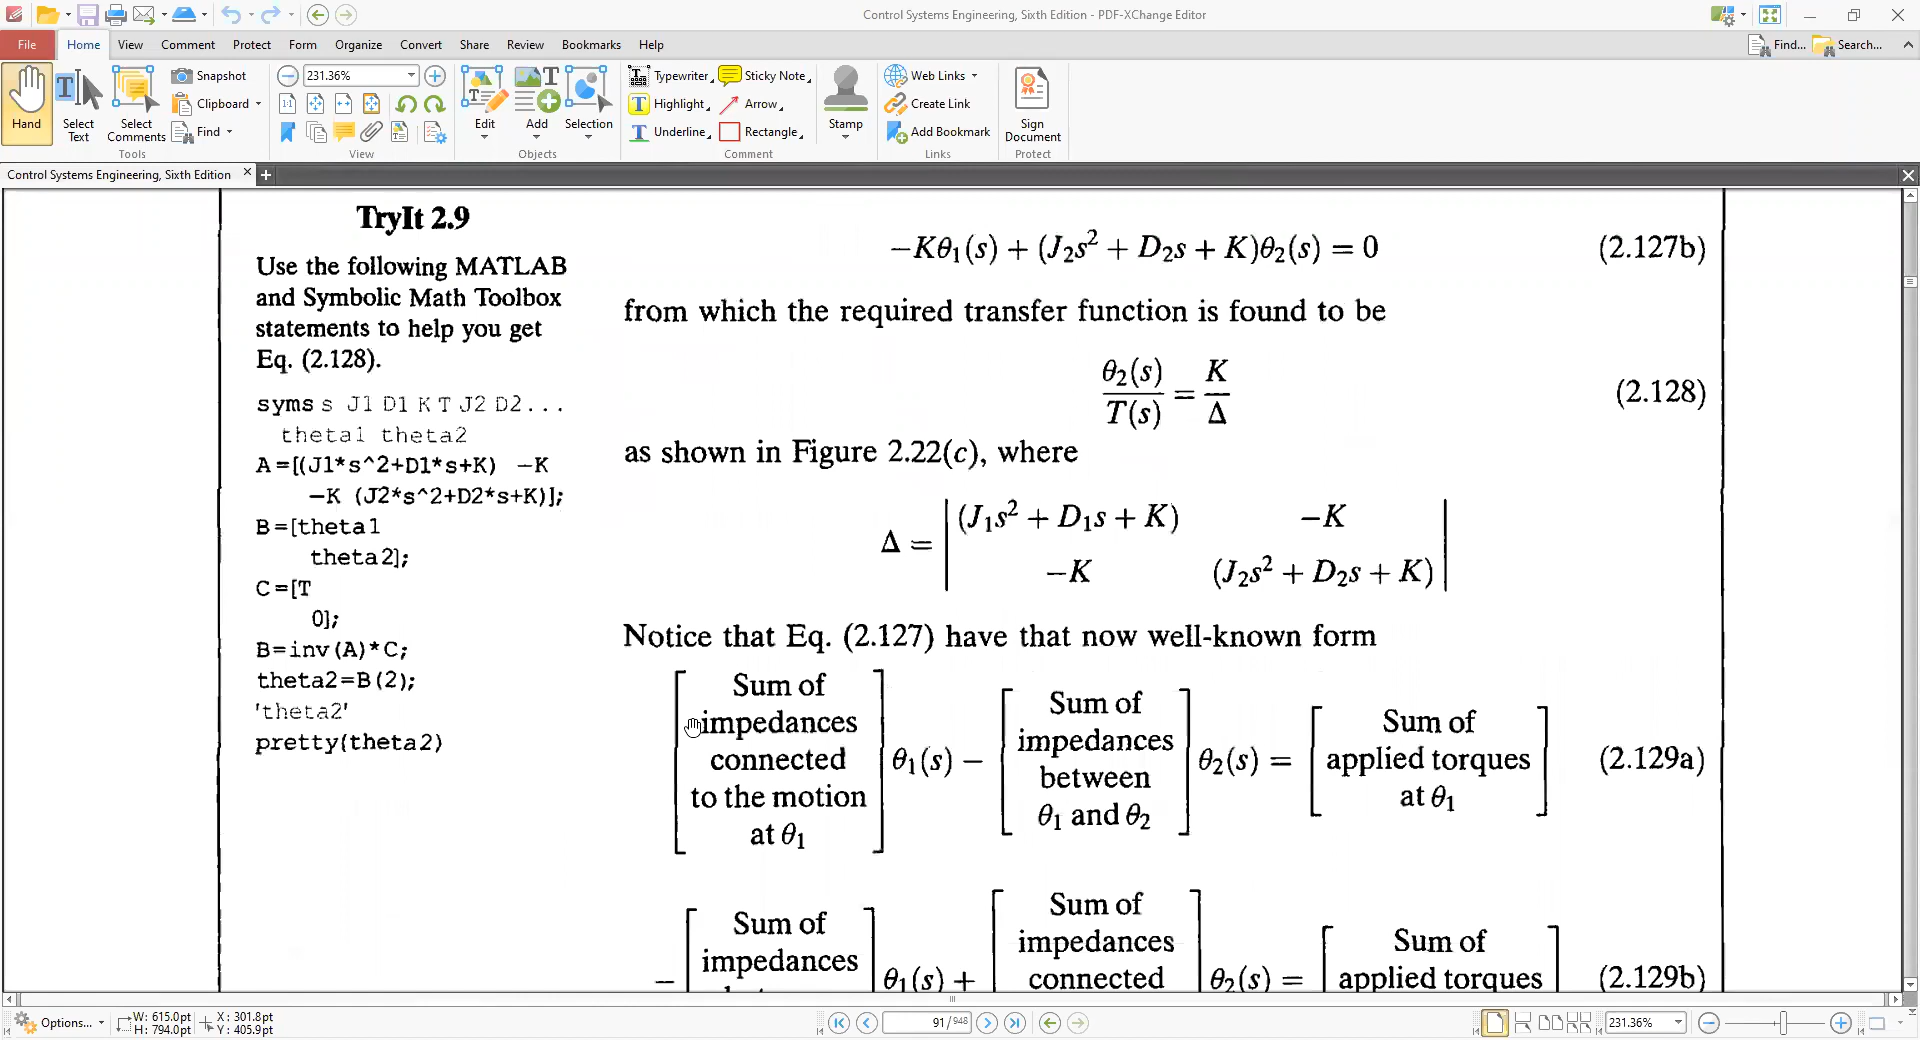 Control Systems Engineering, Sixth Edition - PDF-XChange Editor
File Home View Comment Protect Form Organize Convert Share Review Bookmarks Help Find... Search...
Hand
Select Text
Select Comments
Snapshot
Clipboard
Find
Tools
231.36%
View
Edit
Add
Selection
Objects
Typewriter
Highlight
Underline
Sticky Note
Arrow
Rectangle
Comment
Stamp
Web Links
Create Link
Add Bookmark
Links
Sign Document
Protect
Control Systems Engineering, Sixth Edition
TryIt 2.9
Use the following MATLAB
and Symbolic Math Toolbox
statements to help you get
Eq. (2.128).
syms s J1 D1 K T J2 D2...
theta1 theta2
A=[(J1*s^2+D1*s+K) -K
-K (J2*s^2+D2*s+K)];
B=[theta1
theta2];
C=[T
0];
B=inv(A)*C;
theta2=B(2);
'theta2'
pretty(theta2)
−Kθ₁(s) + (J₂s² + D₂s + K)θ₂(s) = 0 (2.127b)
from which the required transfer function is found to be
θ₂(s)/T(s) = K/Δ (2.128)
as shown in Figure 2.22(c), where
Δ = | (J₁s² + D₁s + K) −K |
| −K (J₂s² + D₂s + K) |
Notice that Eq. (2.127) have that now well-known form
[Sum of impedances connected to the motion at θ₁] θ₁(s) − [Sum of impedances between θ₁ and θ₂] θ₂(s) = [Sum of applied torques at θ₁] (2.129a)
− [Sum of impedances θ₁(s) + [Sum of impedances connected θ₂(s) = [Sum of applied torques (2.129b)
Options... W: 615.0pt H: 794.0pt X: 301.8pt Y: 405.9pt 91 / 948 231.36%